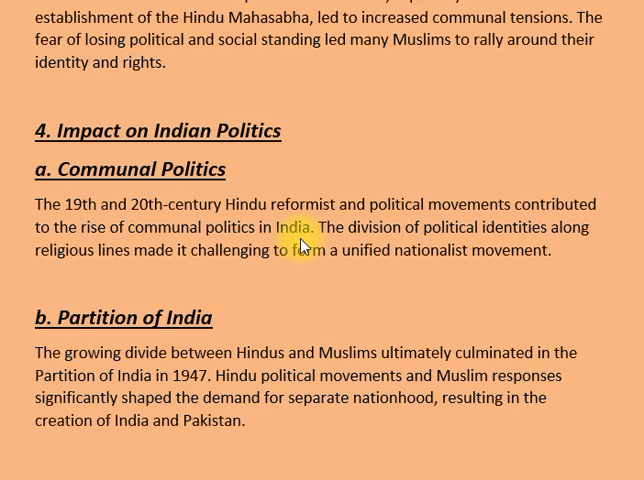 establishment of the Hindu Mahasabha, led to increased communal tensions. The
fear of losing political and social standing led many Muslims to rally around their
identity and rights.
4. Impact on Indian Politics
a. Communal Politics
The 19th and 20th-century Hindu reformist and political movements contributed
to the rise of communal politics in India. The division of political identities along
religious lines made it challenging to form a unified nationalist movement.
b. Partition of India
The growing divide between Hindus and Muslims ultimately culminated in the
Partition of India in 1947. Hindu political movements and Muslim responses
significantly shaped the demand for separate nationhood, resulting in the
creation of India and Pakistan.